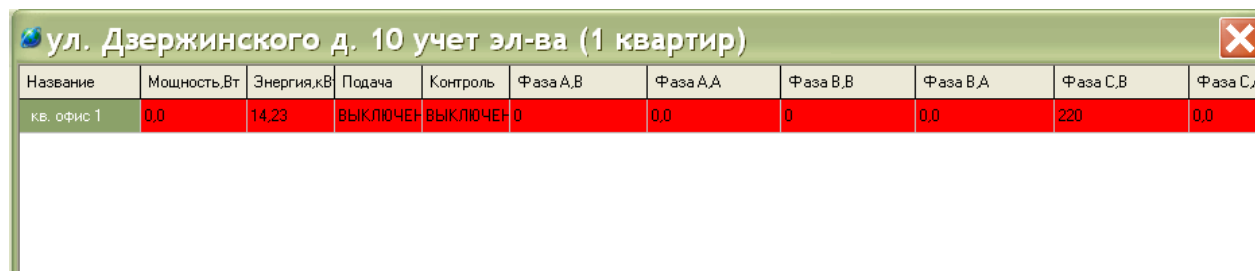 ул. Дзержинского д. 10 учет эл-ва (1 квартир)
Название Мощность,Вт Энергия,кВ Подача Контроль Фаза А,В Фаза А,А Фаза В,В Фаза В,А Фаза С,В Фаза С,
кв. офис 1 0,0 14,23 ВЫКЛЮЧЕН ВЫКЛЮЧЕН 0 0,0 0 0,0 220 0,0